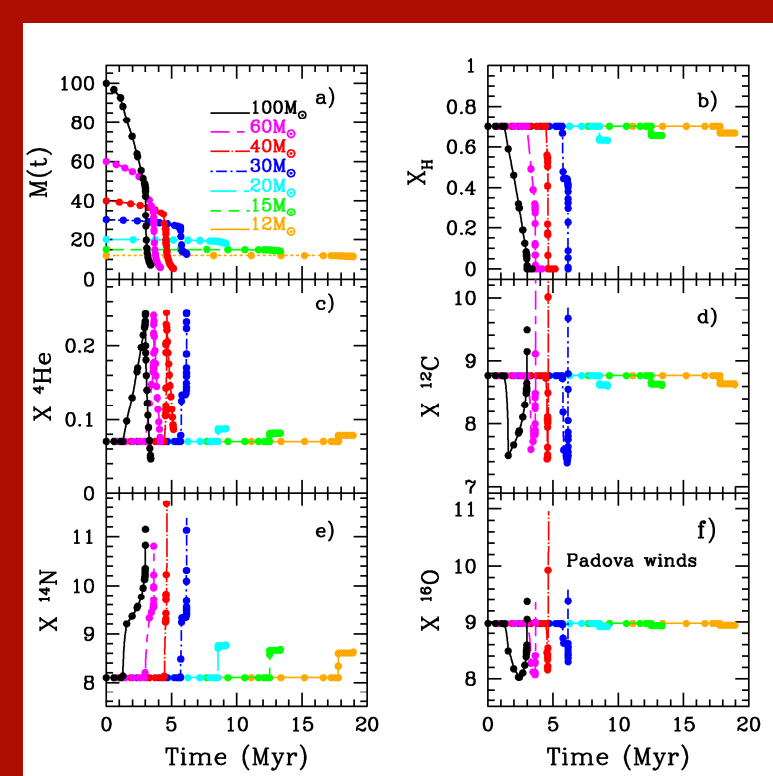 a)
100M⊙
60M⊙
40M⊙
30M⊙
20M⊙
15M⊙
12M⊙
M(t)
100
80
60
40
20
0
b)
X_H
1
0.8
0.6
0.4
0.2
0
c)
X ⁴He
0.2
0.1
0
d)
X ¹²C
10
9
8
7
e)
X ¹⁴N
11
10
9
8
0 5 10 15 20
Time (Myr)
f)
Padova winds
X ¹⁶O
11
10
9
8
0 5 10 15 20
Time (Myr)